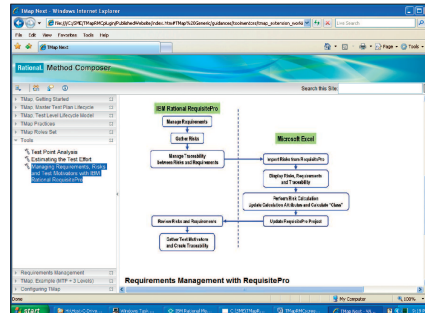 TMap Next - Windows Internet Explorer
Live Search
File Edit View Favorites Tools Help
TMap Next
Page
Tools
Rational. Method Composer
Search this Site:
TMap: Getting Started
TMap: Master Test Plan Lifecycle
TMap: Test Level Lifecycle Model
TMap Practices
TMap Roles Set
Tools
Test Point Analysis
Estimating the Test Effort
Managing Requirements, Risks
and Test Motivators with IBM
Rational RequisitePro
Requirements Management
TMap: Example (MTP + 3 Levels)
Configuring TMap
IBM Rational RequisitePro
Manage Requirements
Gather Risks
Manage Traceability
between Risks and Requirements
Review Risks and Requirements
Gather Test Motivators
and Create Traceability
Microsoft Excel
Import Risks from RequisitePro
Display Risks, Requirements
and Traceability
Perform Risk Calculation
Update Calculation Attributes and Calculate "Class"
Update RequisitePro Project
Requirements Management with RequisitePro
Done
My Computer
100%
start